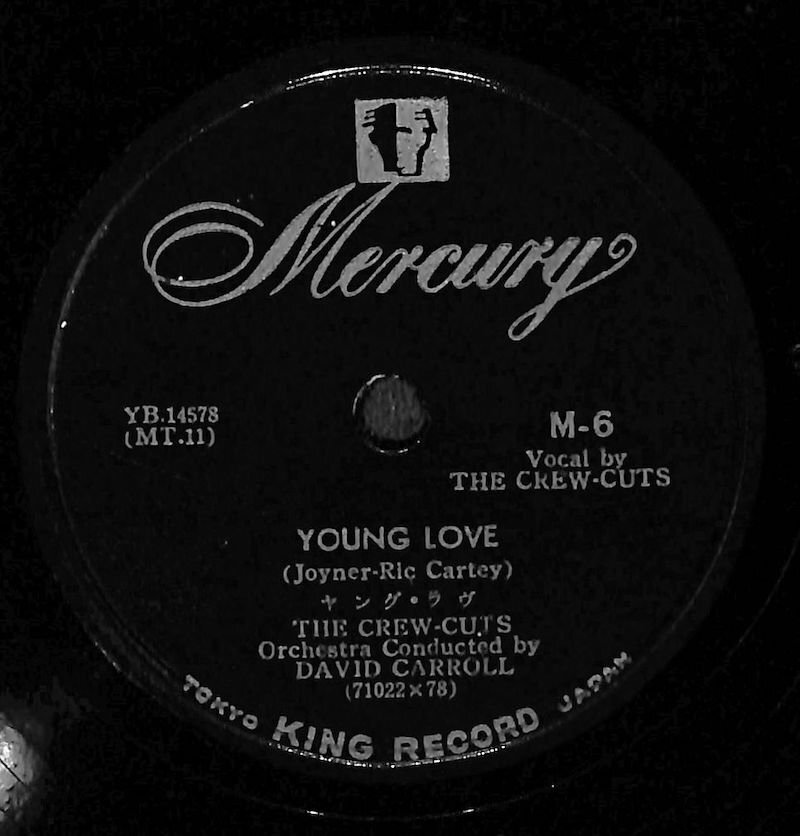 Mercury
YB.14578
(MT.11)
M-6
Vocal by
THE CREW-CUTS
YOUNG LOVE
(Joyner-Ric Cartey)
ヤング・ラヴ
THE CREW-CUTS
Orchestra Conducted by
DAVID CARROLL
(71022×78)
TOKYO KING RECORD JAPAN